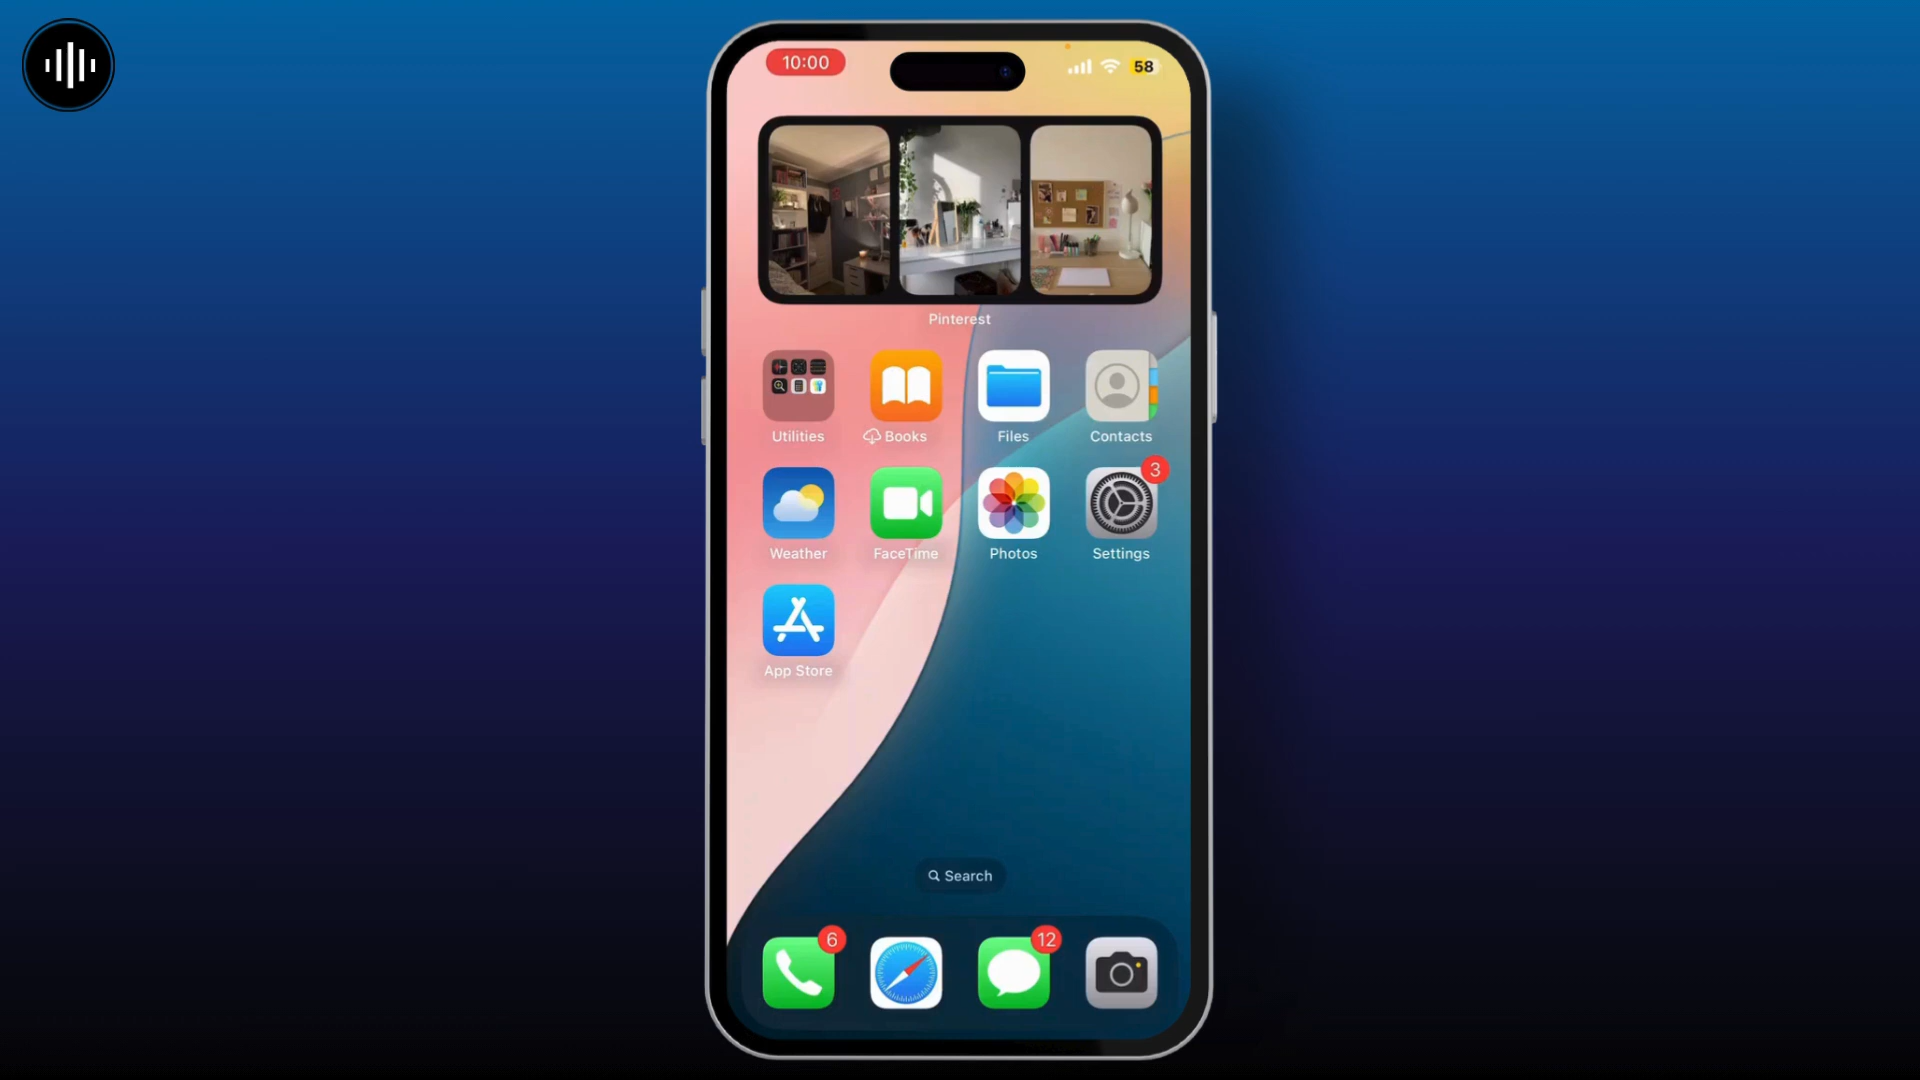 10:00
58
Pinterest
Utilities
Books
Files
Contacts
3
Weather
FaceTime
Photos
Settings
App Store
Search
6
12